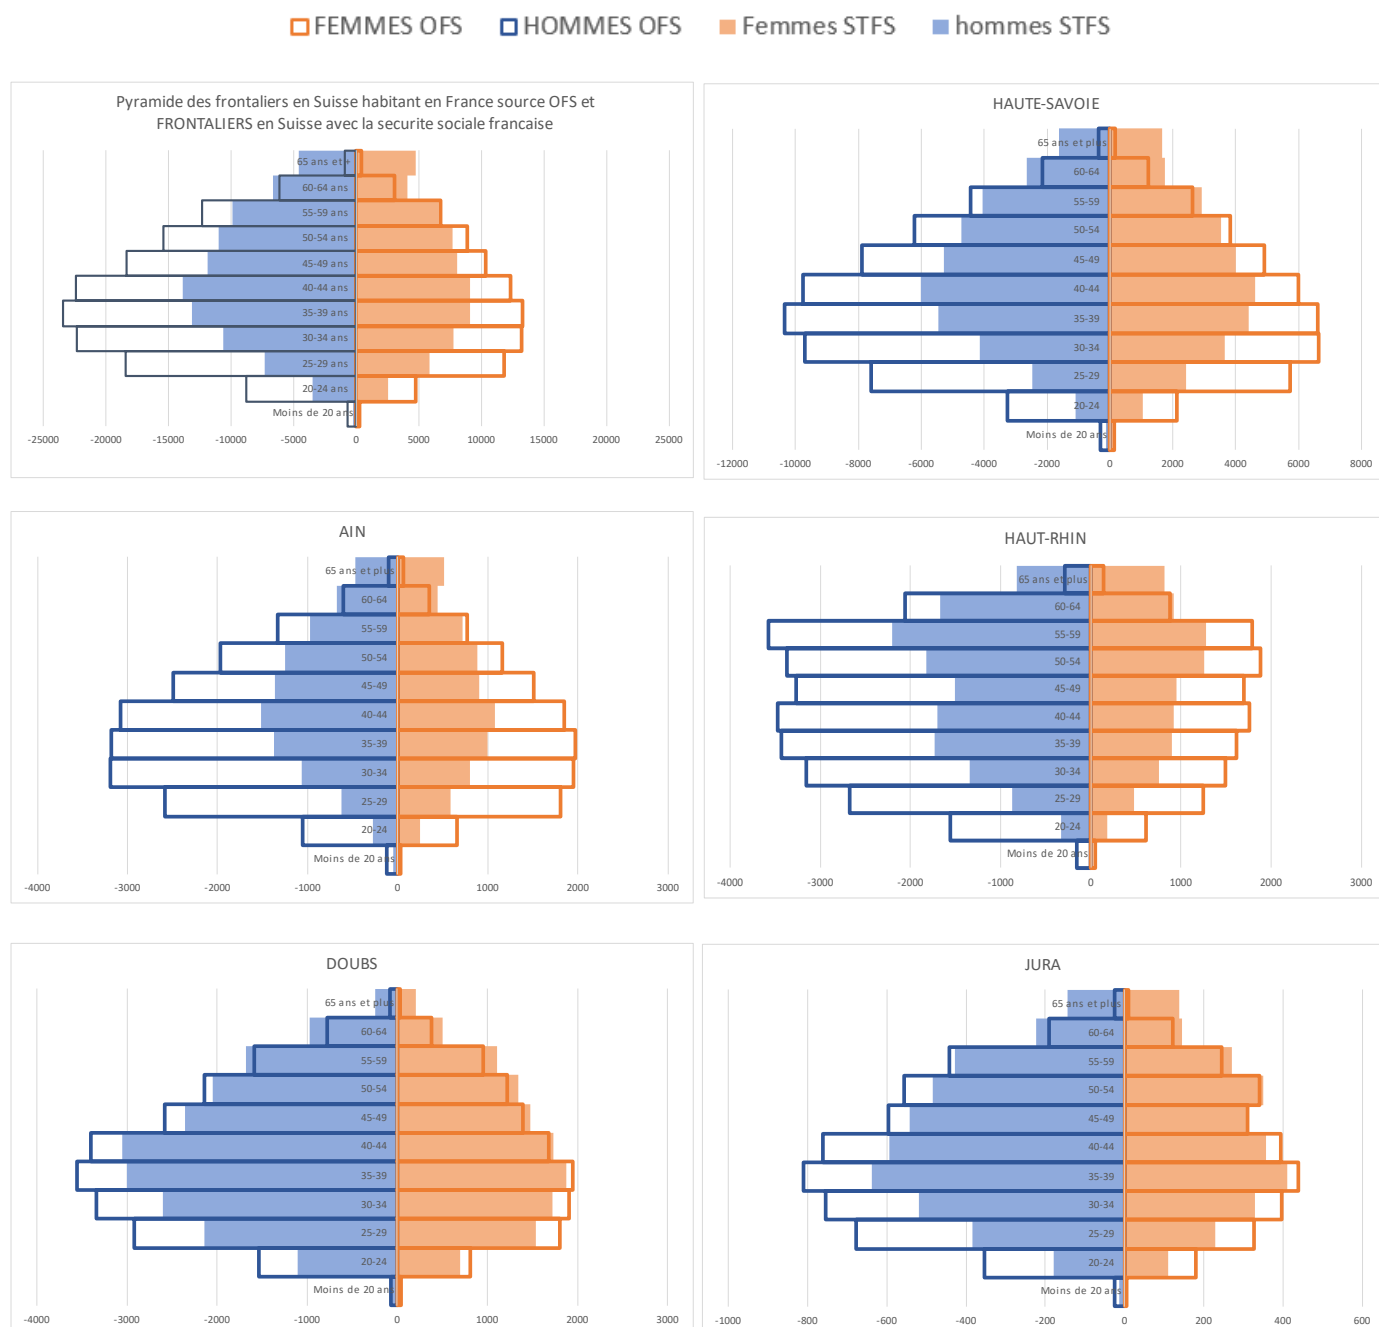 FEMMES OFS HOMMES OFS Femmes STFS hommes STFS
Pyramide des frontaliers en Suisse habitant en France source OFS et
FRONTALIERS en Suisse avec la securite sociale francaise
65 ans et +
60-64 ans
55-59 ans
50-54 ans
45-49 ans
40-44 ans
35-39 ans
30-34 ans
25-29 ans
20-24 ans
Moins de 20 ans
-25000 -20000 -15000 -10000 -5000 0 5000 10000 15000 20000 25000
HAUTE-SAVOIE
65 ans et plus
60-64
55-59
50-54
45-49
40-44
35-39
30-34
25-29
20-24
Moins de 20 ans
-12000 -10000 -8000 -6000 -4000 -2000 0 2000 4000 6000 8000
AIN
65 ans et plus
60-64
55-59
50-54
45-49
40-44
35-39
30-34
25-29
20-24
Moins de 20 ans
-4000 -3000 -2000 -1000 0 1000 2000 3000
HAUT-RHIN
65 ans et plus
60-64
55-59
50-54
45-49
40-44
35-39
30-34
25-29
20-24
Moins de 20 ans
-4000 -3000 -2000 -1000 0 1000 2000 3000
DOUBS
65 ans et plus
60-64
55-59
50-54
45-49
40-44
35-39
30-34
25-29
20-24
Moins de 20 ans
-4000 -3000 -2000 -1000 0 1000 2000 3000
JURA
65 ans et plus
60-64
55-59
50-54
45-49
40-44
35-39
30-34
25-29
20-24
Moins de 20 ans
-1000 -800 -600 -400 -200 0 200 400 600